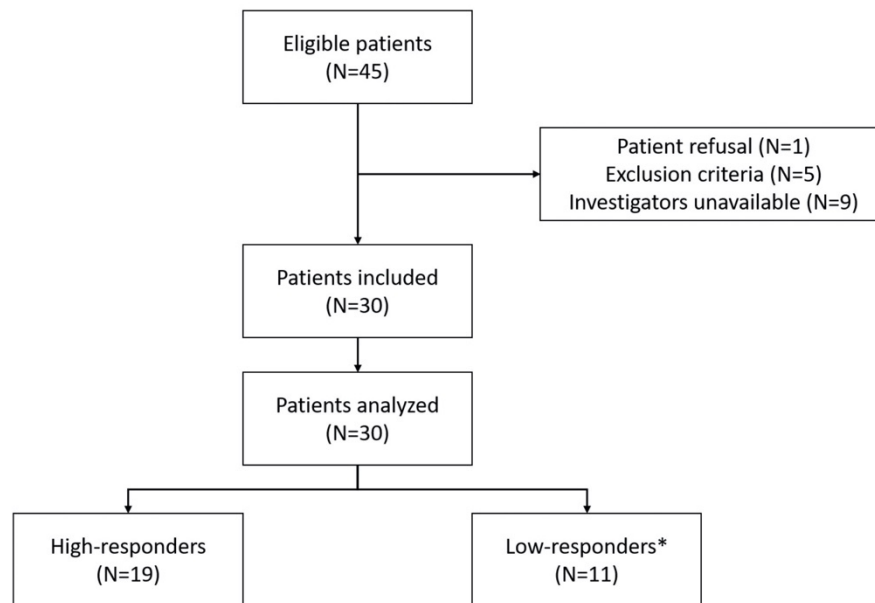 Eligible patients
(N=45)
Patient refusal (N=1)
Exclusion criteria (N=5)
Investigators unavailable (N=9)
Patients included
(N=30)
Patients analyzed
(N=30)
High-responders
(N=19)
Low-responders*
(N=11)